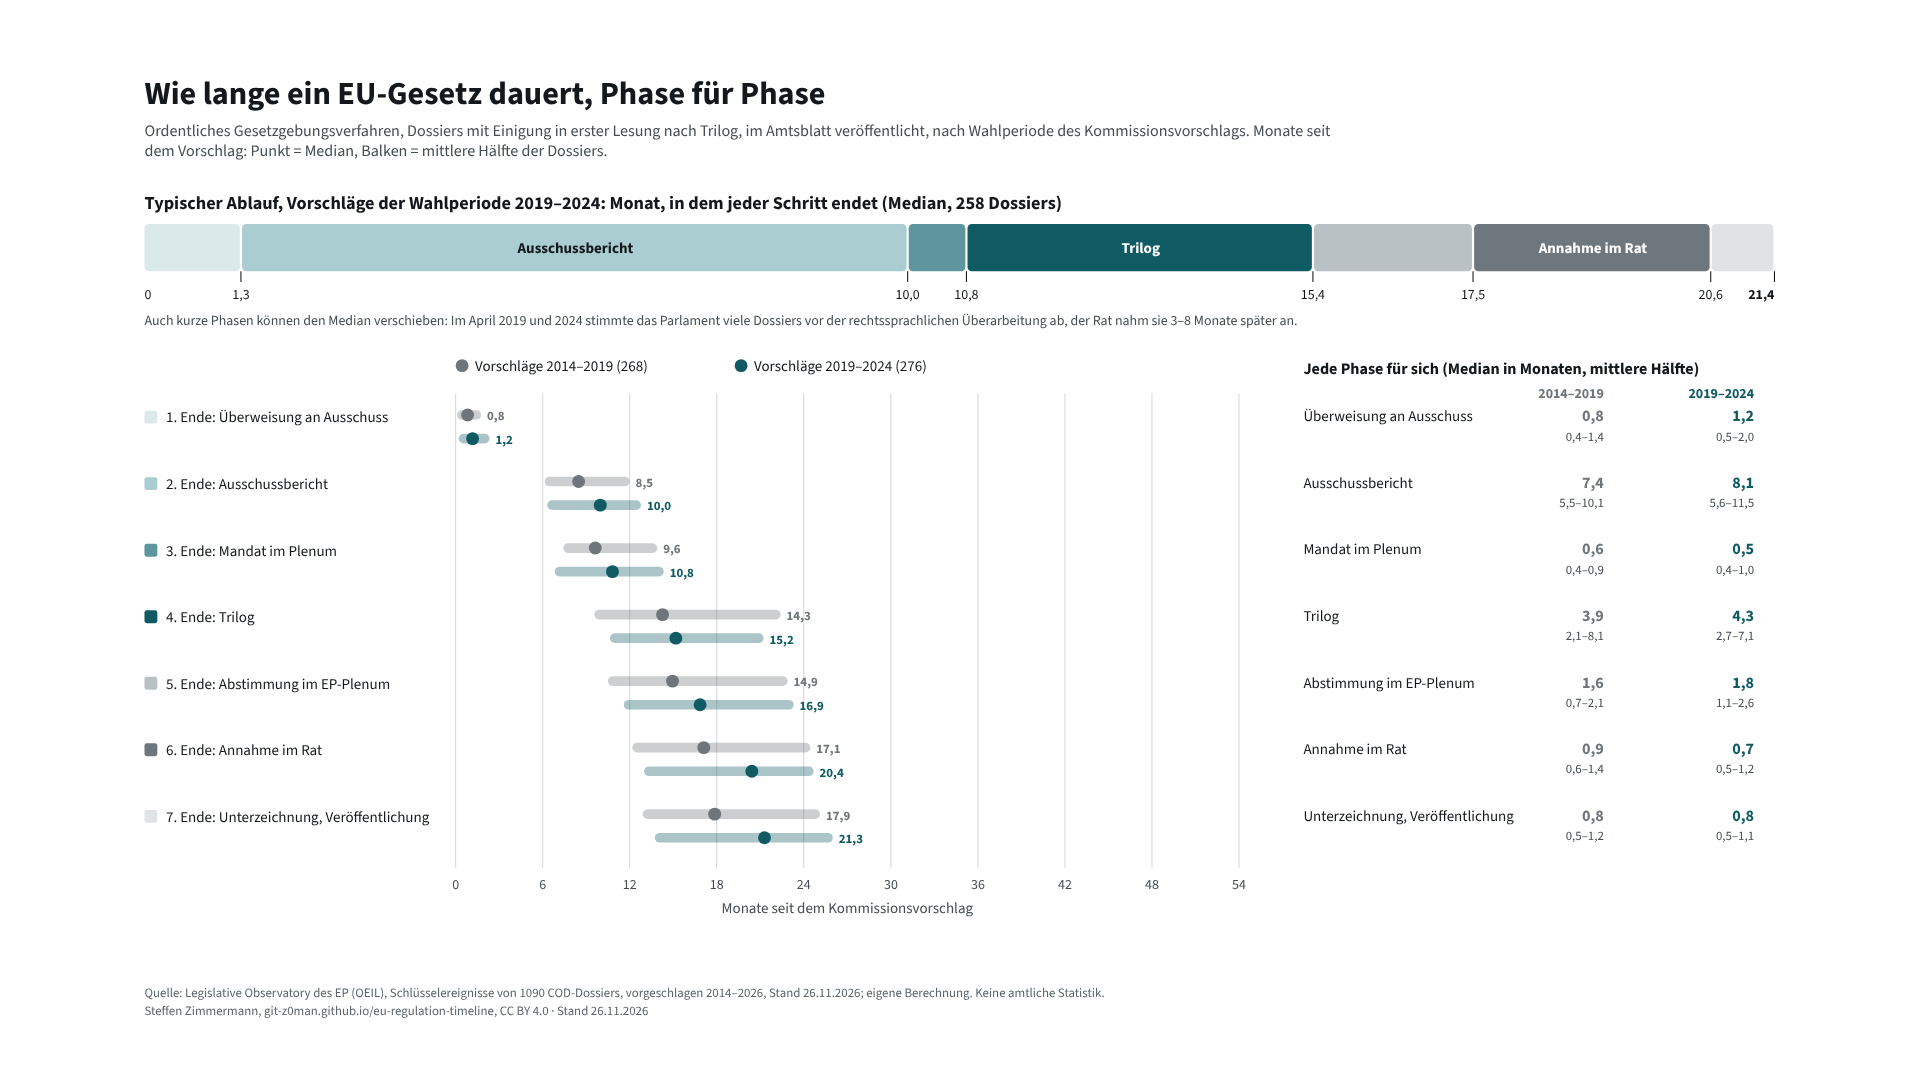 Wie lange ein EU-Gesetz dauert, Phase für Phase
Ordentliches Gesetzgebungsverfahren, Dossiers mit Einigung in erster Lesung nach Trilog, im Amtsblatt veröffentlicht, nach Wahlperiode des Kommissionsvorschlags. Monate seit
dem Vorschlag: Punkt = Median, Balken = mittlere Hälfte der Dossiers.
Typischer Ablauf, Vorschläge der Wahlperiode 2019–2024: Monat, in dem jeder Schritt endet (Median, 258 Dossiers)
Ausschussbericht Trilog Annahme im Rat
0 1,3 10,0 10,8 15,4 17,5 20,6 21,4
Auch kurze Phasen können den Median verschieben: Im April 2019 und 2024 stimmte das Parlament viele Dossiers vor der rechtssprachlichen Überarbeitung ab, der Rat nahm sie 3–8 Monate später an.
Vorschläge 2014–2019 (268) Vorschläge 2019–2024 (276)
1. Ende: Überweisung an Ausschuss
0,8
1,2
2. Ende: Ausschussbericht
8,5
10,0
3. Ende: Mandat im Plenum
9,6
10,8
4. Ende: Trilog
14,3
15,2
5. Ende: Abstimmung im EP-Plenum
14,9
16,9
6. Ende: Annahme im Rat
17,1
20,4
7. Ende: Unterzeichnung, Veröffentlichung
17,9
21,3
0 6 12 18 24 30 36 42 48 54
Monate seit dem Kommissionsvorschlag
Jede Phase für sich (Median in Monaten, mittlere Hälfte)
2014–2019 2019–2024
Überweisung an Ausschuss 0,8 1,2
0,4–1,4 0,5–2,0
Ausschussbericht 7,4 8,1
5,5–10,1 5,6–11,5
Mandat im Plenum 0,6 0,5
0,4–0,9 0,4–1,0
Trilog 3,9 4,3
2,1–8,1 2,7–7,1
Abstimmung im EP-Plenum 1,6 1,8
0,7–2,1 1,1–2,6
Annahme im Rat 0,9 0,7
0,6–1,4 0,5–1,2
Unterzeichnung, Veröffentlichung 0,8 0,8
0,5–1,2 0,5–1,1
Quelle: Legislative Observatory des EP (OEIL), Schlüsselereignisse von 1090 COD-Dossiers, vorgeschlagen 2014–2026, Stand 26.11.2026; eigene Berechnung. Keine amtliche Statistik.
Steffen Zimmermann, git-z0man.github.io/eu-regulation-timeline, CC BY 4.0 · Stand 26.11.2026